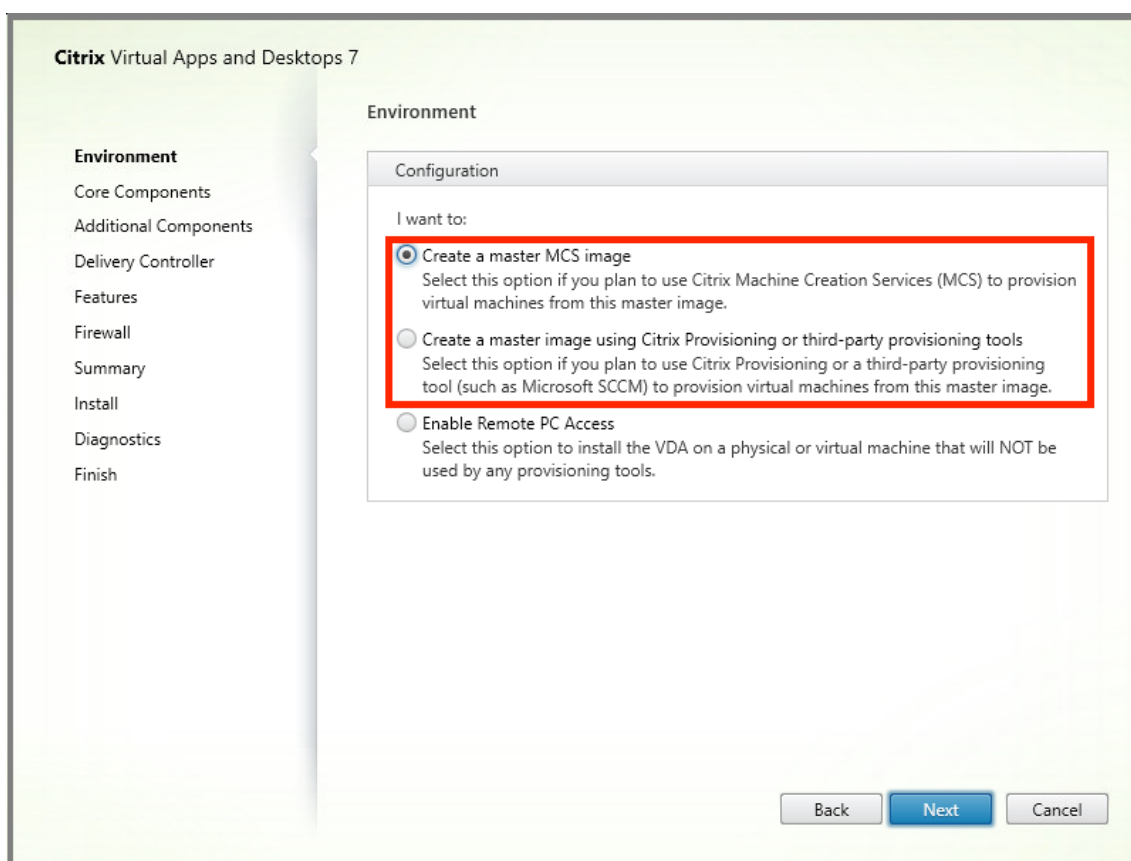 Citrix Virtual Apps and Desktops 7
Environment
Core Components
Additional Components
Delivery Controller
Features
Firewall
Summary
Install
Diagnostics
Finish
Environment
Configuration
I want to:
Create a master MCS image
Select this option if you plan to use Citrix Machine Creation Services (MCS) to provision
virtual machines from this master image.
Create a master image using Citrix Provisioning or third-party provisioning tools
Select this option if you plan to use Citrix Provisioning or a third-party provisioning
tool (such as Microsoft SCCM) to provision virtual machines from this master image.
Enable Remote PC Access
Select this option to install the VDA on a physical or virtual machine that will NOT be
used by any provisioning tools.
Back
Next
Cancel